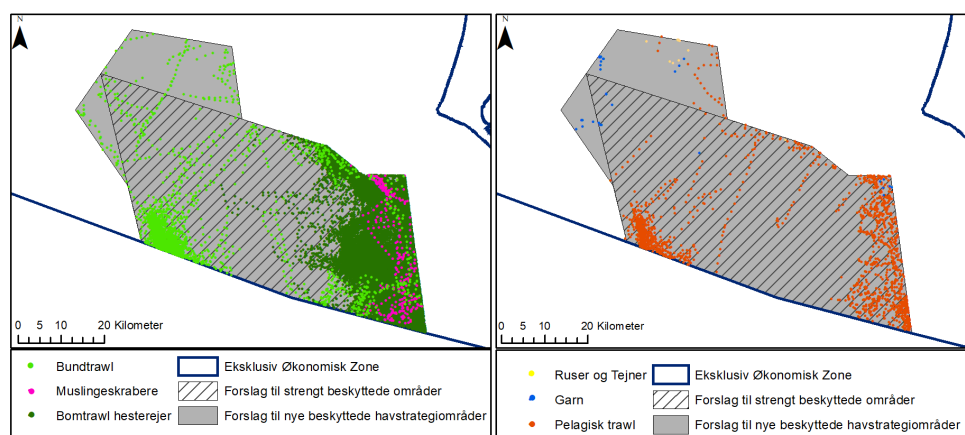 N
0 5 10 20 Kilometer
Bundtrawl
Eksklusiv Økonomisk Zone
Muslingeskrabere
Forslag til strengt beskyttede områder
Bomtrawl hesterejer
Forslag til nye beskyttede havstrategiområder
N
0 5 10 20 Kilometer
Ruser og Tejner
Eksklusiv Økonomisk Zone
Garn
Forslag til strengt beskyttede områder
Pelagisk trawl
Forslag til nye beskyttede havstrategiområder